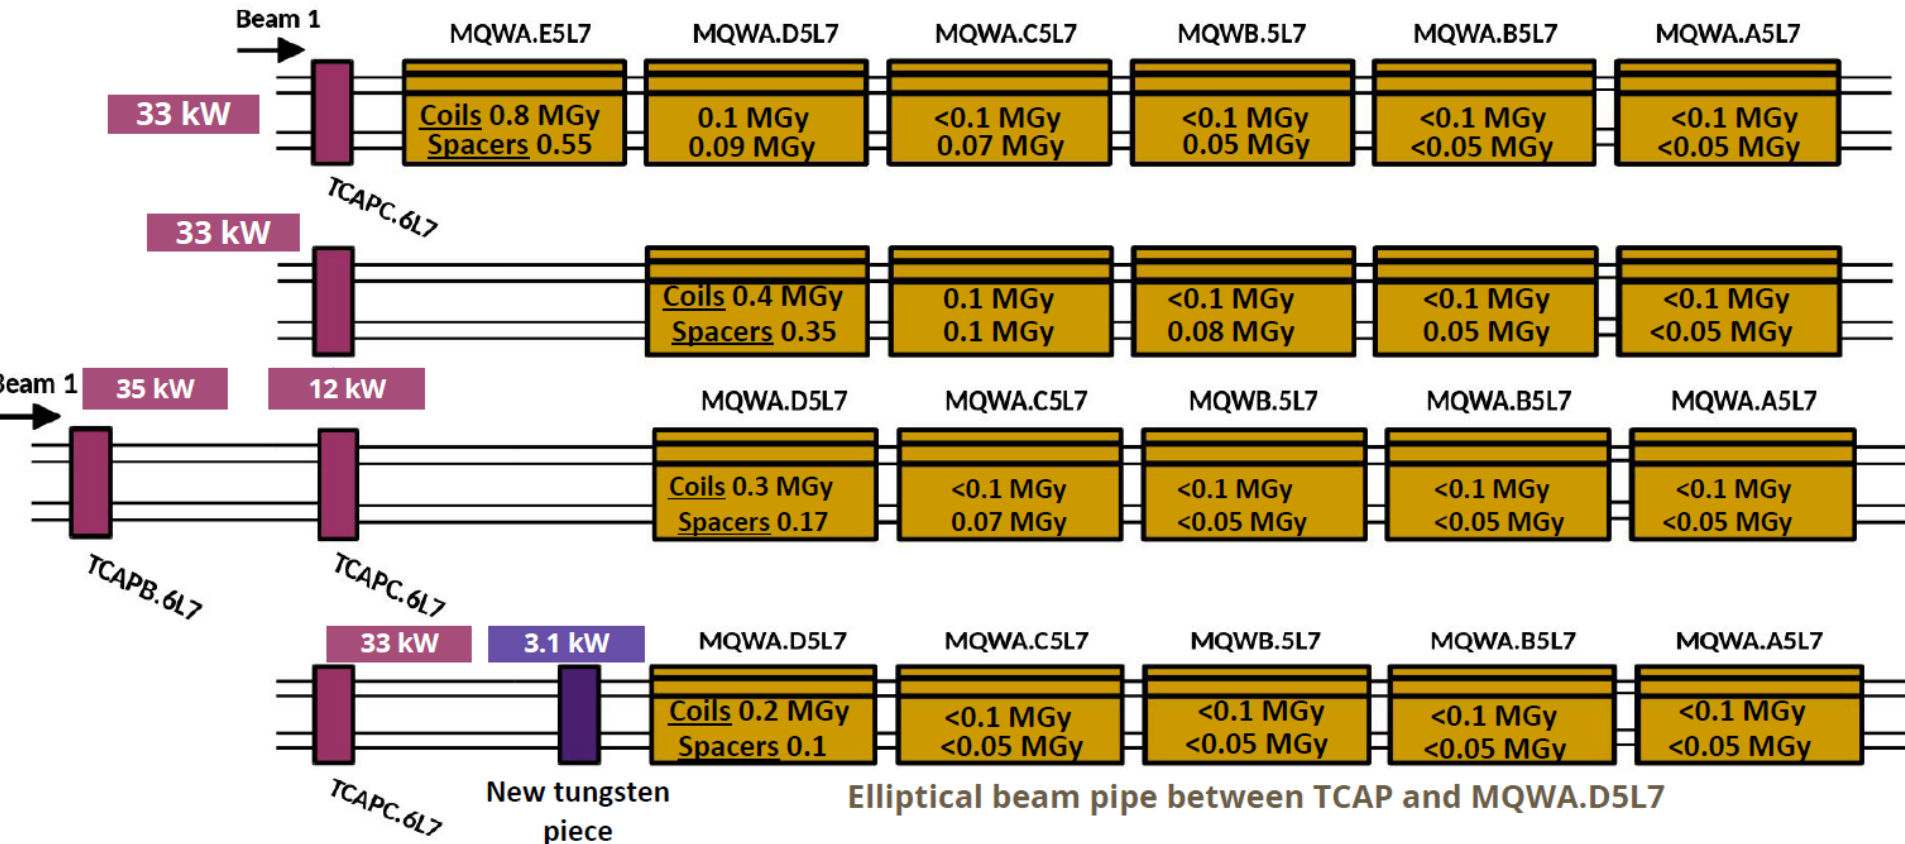 Beam 1
MQWA.E5L7 MQWA.D5L7 MQWA.C5L7 MQWB.5L7 MQWA.B5L7 MQWA.A5L7
33 kW
Coils 0.8 MGy 0.1 MGy <0.1 MGy <0.1 MGy <0.1 MGy <0.1 MGy
Spacers 0.55 0.09 MGy 0.07 MGy 0.05 MGy <0.05 MGy <0.05 MGy
TCAPC.6L7
33 kW
Coils 0.4 MGy 0.1 MGy <0.1 MGy <0.1 MGy <0.1 MGy
Spacers 0.35 0.1 MGy 0.08 MGy 0.05 MGy <0.05 MGy
Beam 1 35 kW 12 kW
MQWA.D5L7 MQWA.C5L7 MQWB.5L7 MQWA.B5L7 MQWA.A5L7
Coils 0.3 MGy <0.1 MGy <0.1 MGy <0.1 MGy <0.1 MGy
Spacers 0.17 0.07 MGy <0.05 MGy <0.05 MGy <0.05 MGy
TCAPB.6L7 TCAPC.6L7
33 kW 3.1 kW MQWA.D5L7 MQWA.C5L7 MQWB.5L7 MQWA.B5L7 MQWA.A5L7
Coils 0.2 MGy <0.1 MGy <0.1 MGy <0.1 MGy <0.1 MGy
Spacers 0.1 <0.05 MGy <0.05 MGy <0.05 MGy <0.05 MGy
TCAPC.6L7
New tungsten
piece
Elliptical beam pipe between TCAP and MQWA.D5L7